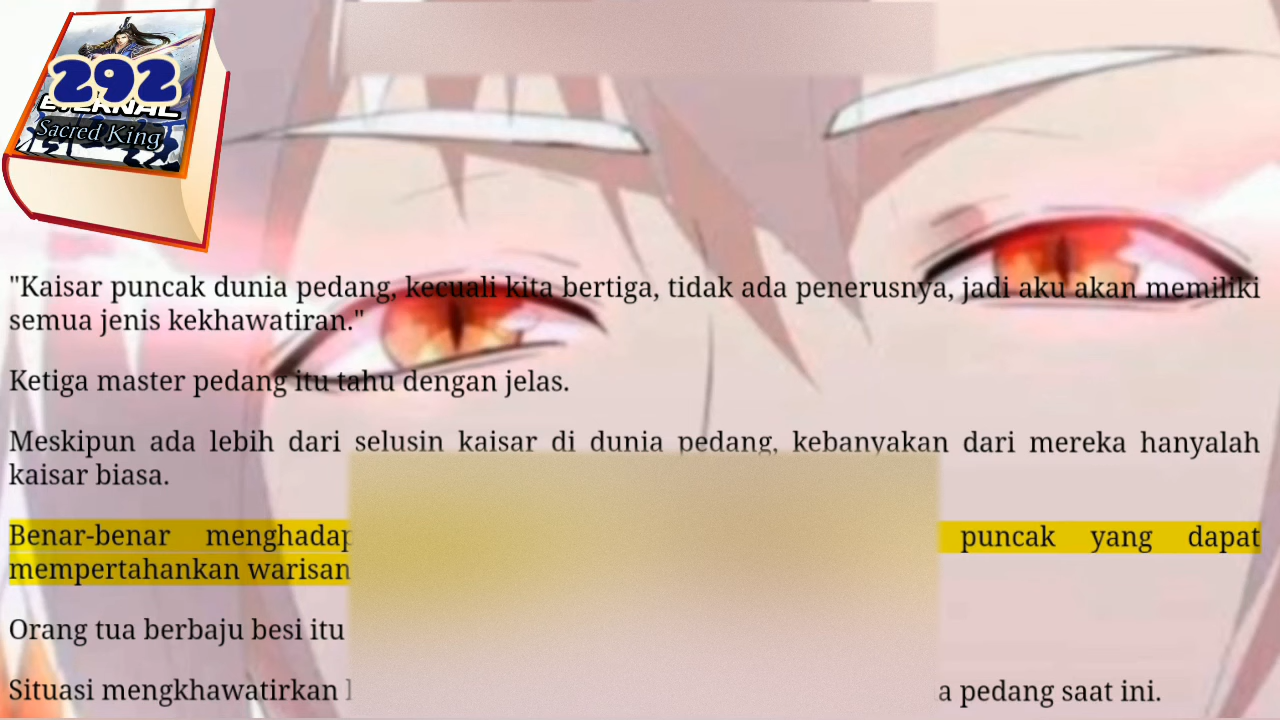 292
ETERNAL
Sacred King
"Kaisar puncak dunia pedang, kecuali kita bertiga, tidak ada penerusnya, jadi aku akan memiliki
semua jenis kekhawatiran."
Ketiga master pedang itu tahu dengan jelas.
Meskipun ada lebih dari selusin kaisar di dunia pedang, kebanyakan dari mereka hanyalah
kaisar biasa.
Benar-benar puncak yang dapat
mempertahankan warisan
Orang tua berbaju besi itu
Situasi mengkhawatirkan pedang saat ini.